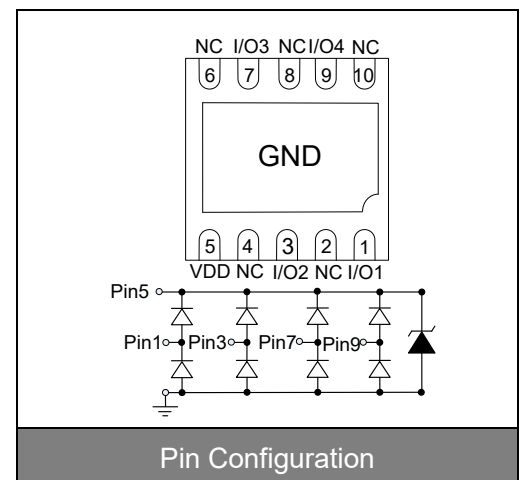 NC I/O3 NC I/O4 NC
6 7 8 9 10
GND
5 4 3 2 1
VDD NC I/O2 NC I/O1
Pin5
Pin1 Pin3 Pin7 Pin9
Pin Configuration